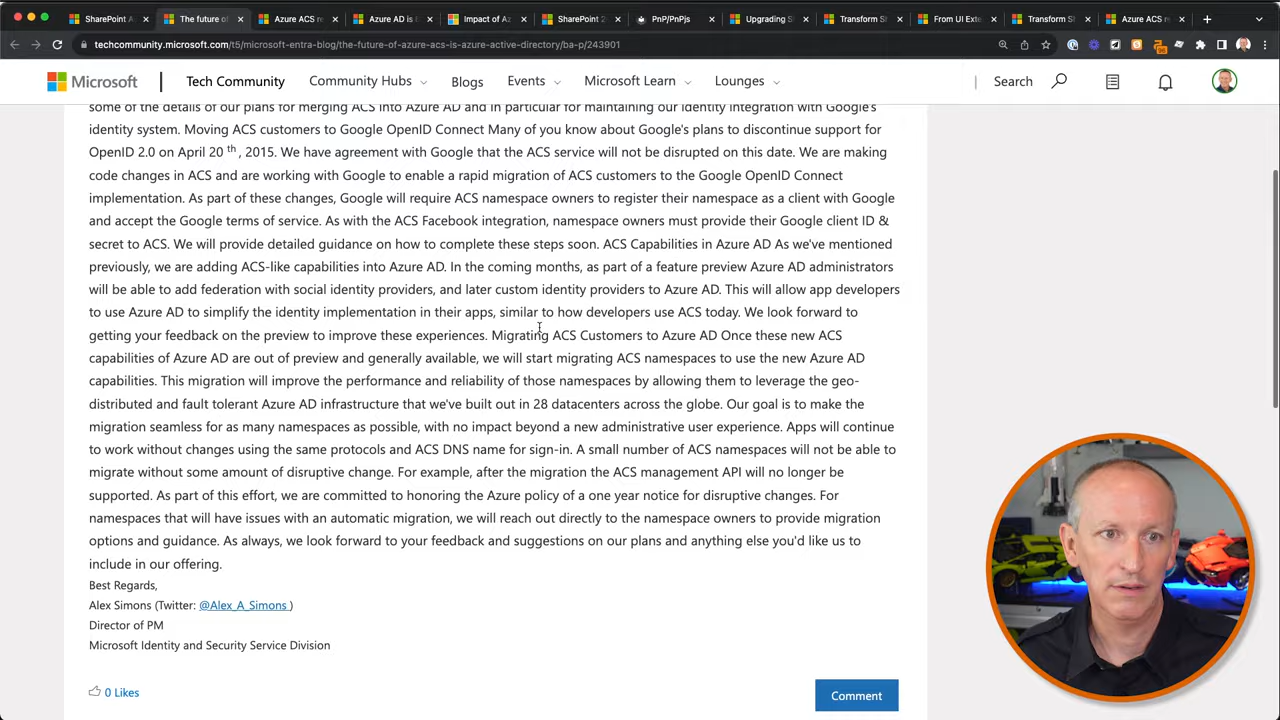 SharePoint A
The future of
Azure ACS re
Azure AD is
Impact of Az
SharePoint 2
PnP/PnPjs
Upgrading S
Transform S
From UI Exte
Transform S
Azure ACS r
techcommunity.microsoft.com/t5/microsoft-entra-blog/the-future-of-azure-acs-is-azure-active-directory/ba-p/243901
Microsoft
Tech Community
Community Hubs
Blogs
Events
Microsoft Learn
Lounges
Search
some of the details of our plans for merging ACS into Azure AD and in particular for maintaining our identity integration with Google's
identity system. Moving ACS customers to Google OpenID Connect Many of you know about Google's plans to discontinue support for
OpenID 2.0 on April 20 th , 2015. We have agreement with Google that the ACS service will not be disrupted on this date. We are making
code changes in ACS and are working with Google to enable a rapid migration of ACS customers to the Google OpenID Connect
implementation. As part of these changes, Google will require ACS namespace owners to register their namespace as a client with Google
and accept the Google terms of service. As with the ACS Facebook integration, namespace owners must provide their Google client ID &
secret to ACS. We will provide detailed guidance on how to complete these steps soon. ACS Capabilities in Azure AD As we've mentioned
previously, we are adding ACS-like capabilities into Azure AD. In the coming months, as part of a feature preview Azure AD administrators
will be able to add federation with social identity providers, and later custom identity providers to Azure AD. This will allow app developers
to use Azure AD to simplify the identity implementation in their apps, similar to how developers use ACS today. We look forward to
getting your feedback on the preview to improve these experiences. Migrating ACS Customers to Azure AD Once these new ACS
capabilities of Azure AD are out of preview and generally available, we will start migrating ACS namespaces to use the new Azure AD
capabilities. This migration will improve the performance and reliability of those namespaces by allowing them to leverage the geo-
distributed and fault tolerant Azure AD infrastructure that we've built out in 28 datacenters across the globe. Our goal is to make the
migration seamless for as many namespaces as possible, with no impact beyond a new administrative user experience. Apps will continue
to work without changes using the same protocols and ACS DNS name for sign-in. A small number of ACS namespaces will not be able to
migrate without some amount of disruptive change. For example, after the migration the ACS management API will no longer be
supported. As part of this effort, we are committed to honoring the Azure policy of a one year notice for disruptive changes. For
namespaces that will have issues with an automatic migration, we will reach out directly to the namespace owners to provide migration
options and guidance. As always, we look forward to your feedback and suggestions on our plans and anything else you'd like us to
include in our offering.
Best Regards,
Alex Simons (Twitter: @Alex_A_Simons )
Director of PM
Microsoft Identity and Security Service Division
0 Likes
Comment